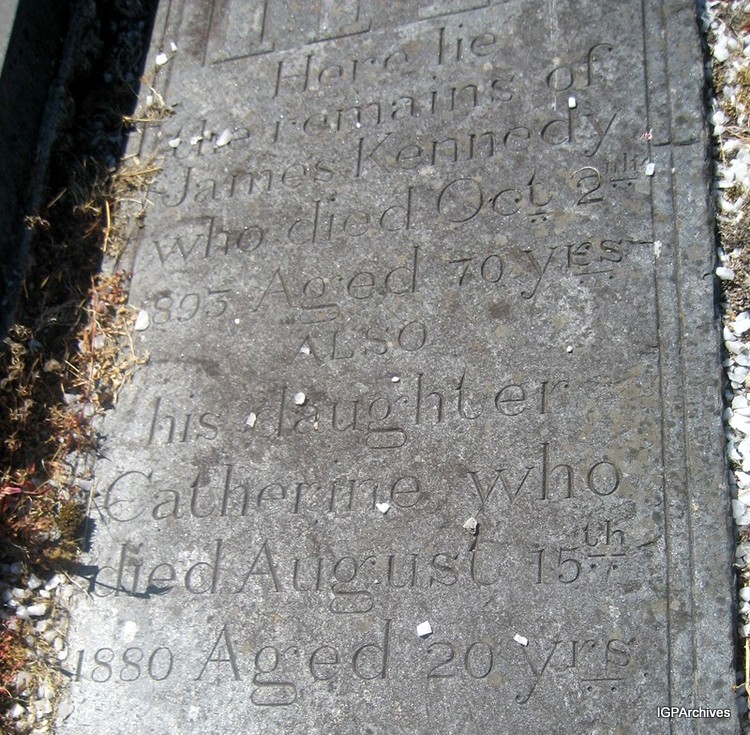 Here lie
the remains of
James Kennedy
who died Oct 2nd
1893 Aged 70 yrs
ALSO
his daughter
Catherine who
died August 15th
1880 Aged 20 yrs
IGPArchives